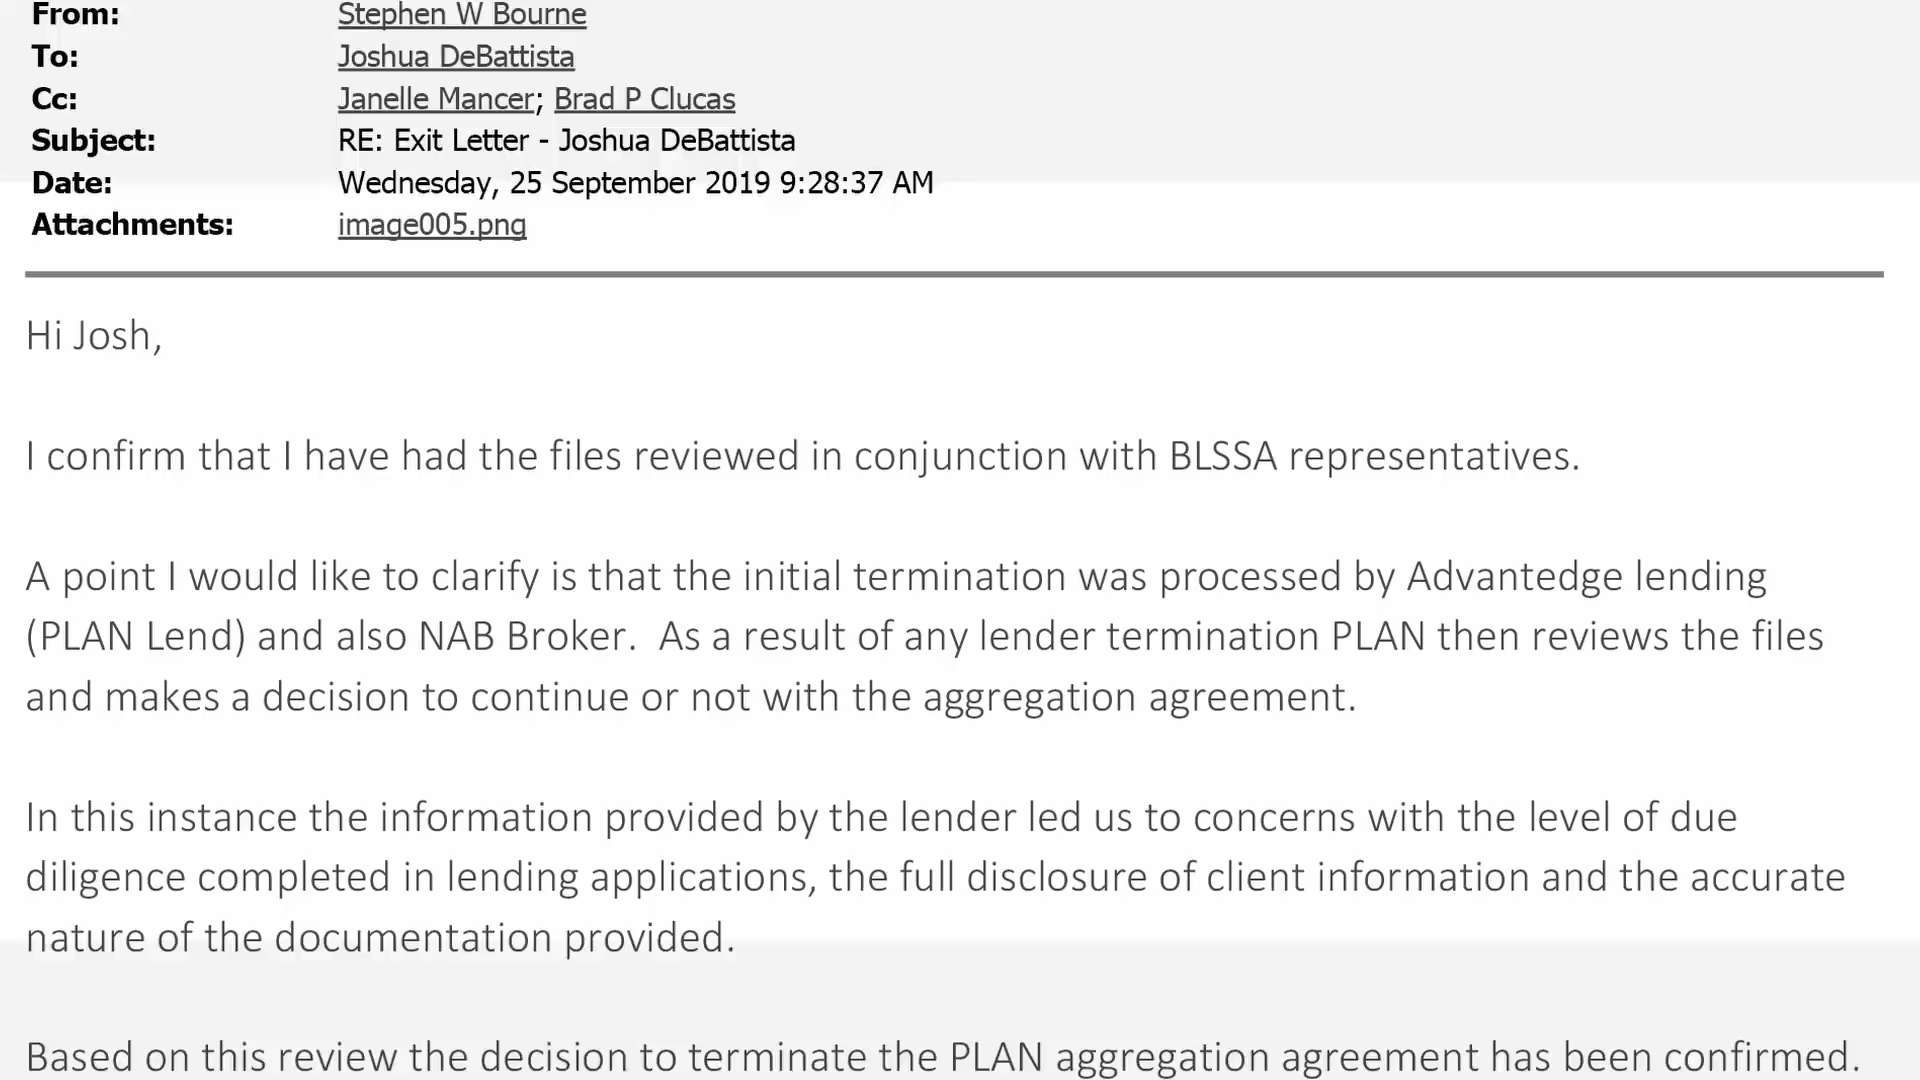 From: Stephen W Bourne
To: Joshua DeBattista
Cc: Janelle Mancer; Brad P Clucas
Subject: RE: Exit Letter - Joshua DeBattista
Date: Wednesday, 25 September 2019 9:28:37 AM
Attachments: image005.png
Hi Josh,
I confirm that I have had the files reviewed in conjunction with BLSSA representatives.
A point I would like to clarify is that the initial termination was processed by Advantedge lending
(PLAN Lend) and also NAB Broker.  As a result of any lender termination PLAN then reviews the files
and makes a decision to continue or not with the aggregation agreement.
In this instance the information provided by the lender led us to concerns with the level of due
diligence completed in lending applications, the full disclosure of client information and the accurate
nature of the documentation provided.
Based on this review the decision to terminate the PLAN aggregation agreement has been confirmed.